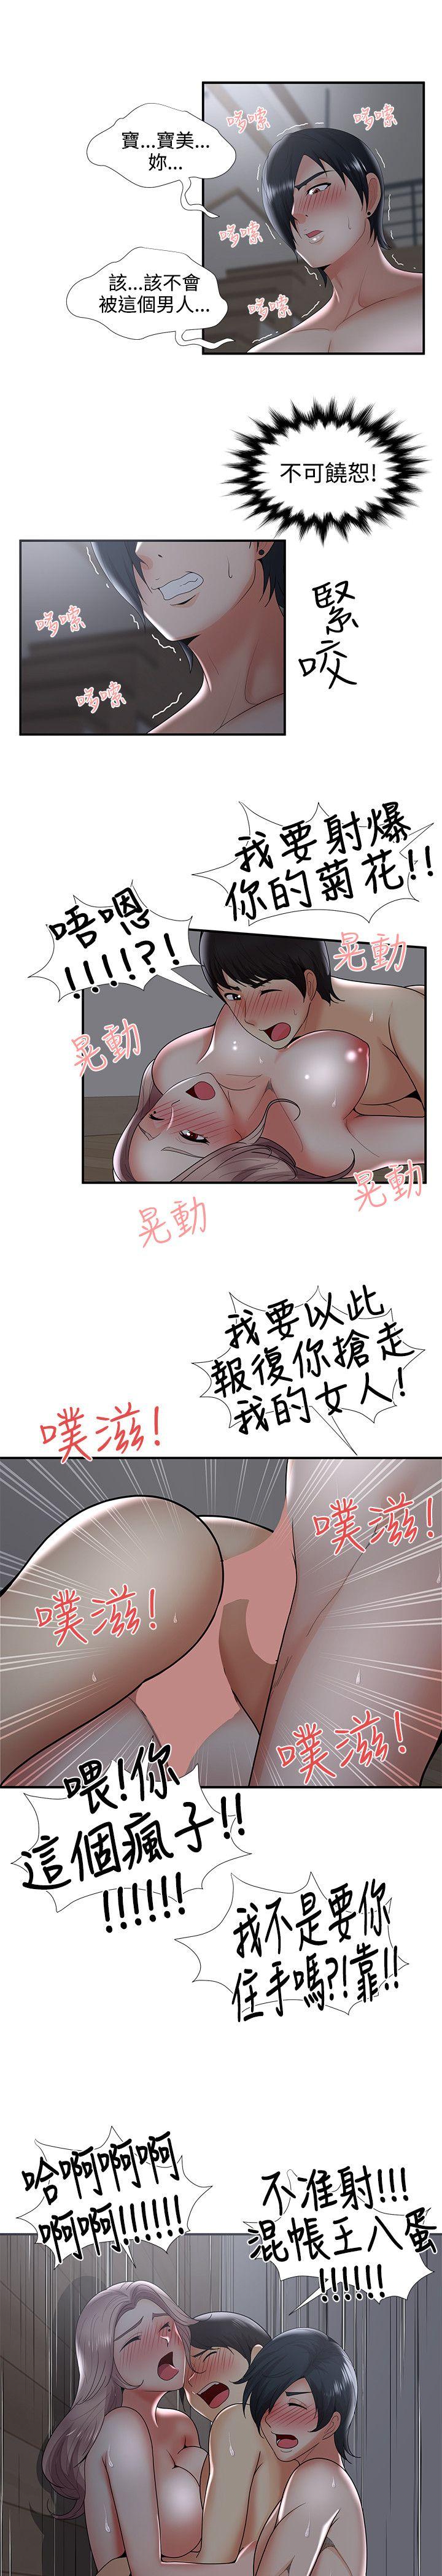 寶...寶美...
妳...
哆嗦
哆嗦
哆嗦
哆嗦
該...該不會
被這個男人...
不可饒恕!
緊
咬
哆嗦
哆嗦
我要射爆
你的菊花!!
唔嗯
!!!!?!
晃動
晃動
晃動
晃動
我要以此
報復你搶走
我的女人!
噗滋!
噗滋!
噗滋!
噗滋!
喂!你
這個瘋子!!
!!!!!!
我不是要你
住手嗎?!靠!!
哈啊啊啊
啊啊!!!!!!
不准射!!!
混帳王八蛋
!!!!!!